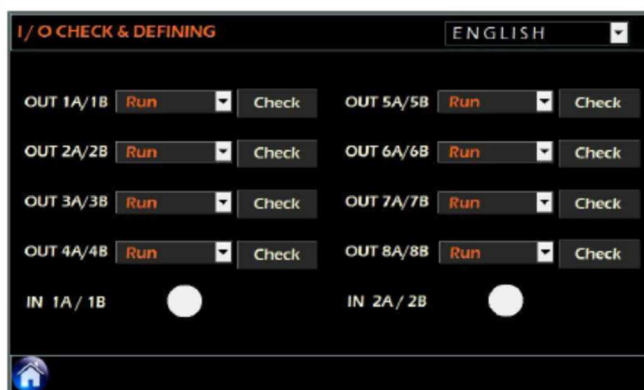 I/O CHECK & DEFINING ENGLISH
OUT 1A/1B Run Check OUT 5A/5B Run Check
OUT 2A/2B Run Check OUT 6A/6B Run Check
OUT 3A/3B Run Check OUT 7A/7B Run Check
OUT 4A/4B Run Check OUT 8A/8B Run Check
IN 1A / 1B IN 2A / 2B